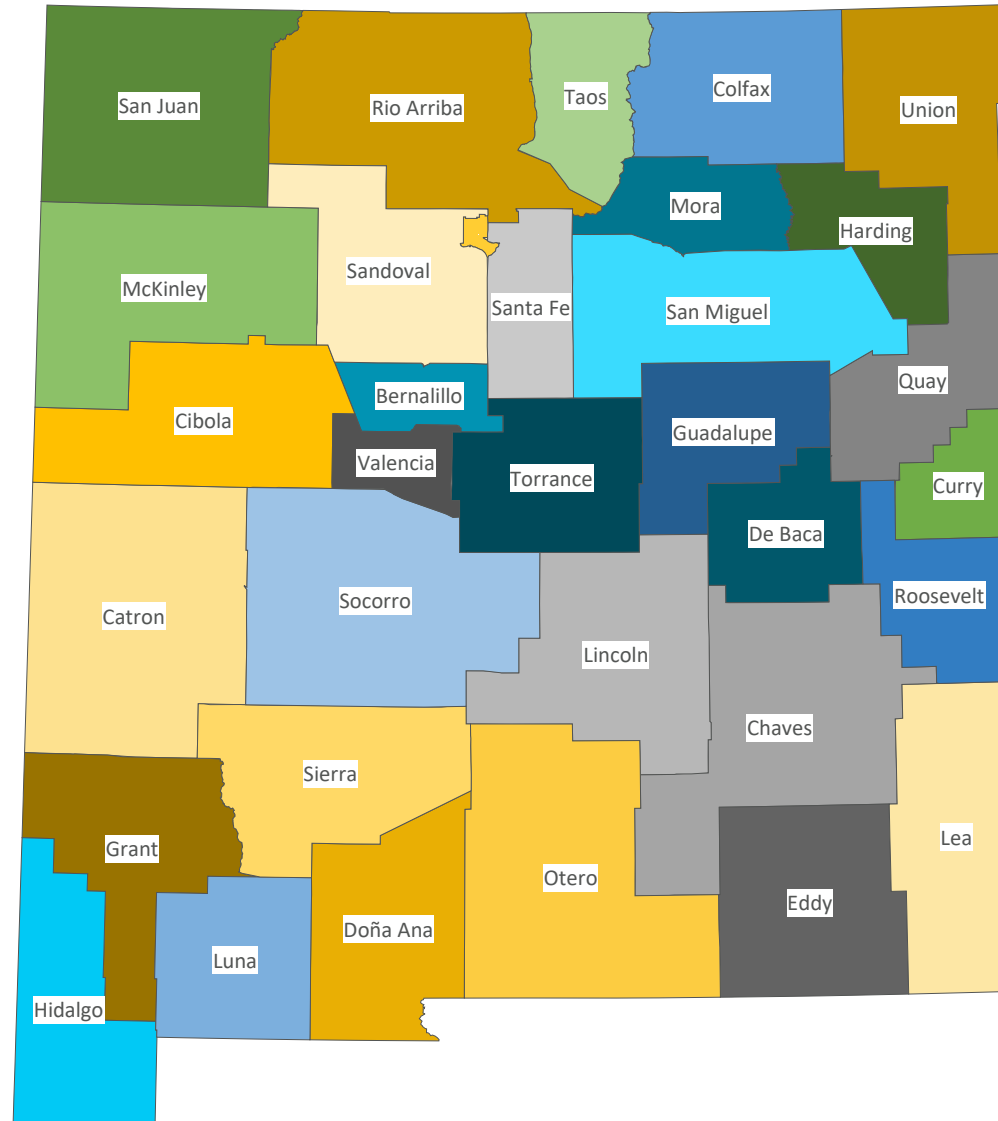 San Juan
Rio Arriba
Taos
Colfax
Union
Mora
Harding
McKinley
Sandoval
Santa Fe
San Miguel
Quay
Bernalillo
Cibola
Valencia
Torrance
Guadalupe
Curry
De Baca
Roosevelt
Catron
Socorro
Lincoln
Chaves
Sierra
Grant
Otero
Lea
Eddy
Doña Ana
Luna
Hidalgo